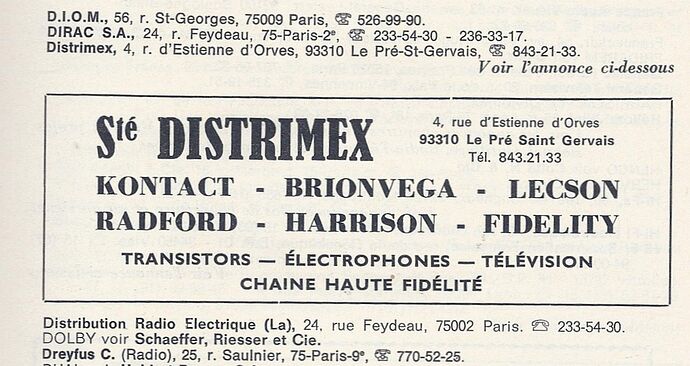 D.I.O.M., 56, r. St-Georges, 75009 Paris, ☎ 526-99-90.
DIRAC S.A., 24, r. Feydeau, 75-Paris-2e, ☎ 233-54-30 - 236-33-17.
Distrimex, 4, r. d'Estienne d'Orves, 93310 Le Pré-St-Gervais, ☎ 843-21-33.
Voir l'annonce ci-dessous
Sté DISTRIMEX
4, rue d'Estienne d'Orves
93310 Le Pré Saint Gervais
Tél. 843.21.33
KONTACT - BRIONVEGA - LECSON
RADFORD - HARRISON - FIDELITY
TRANSISTORS — ÉLECTROPHONES — TÉLÉVISION
CHAINE HAUTE FIDÉLITÉ
Distribution Radio Electrique (La), 24, rue Feydeau, 75002 Paris. ☎ 233-54-30.
DOLBY voir Schaeffer, Riesser et Cie.
Dreyfus C. (Radio), 25, r. Saulnier, 75-Paris-9e, ☎ 770-52-25.